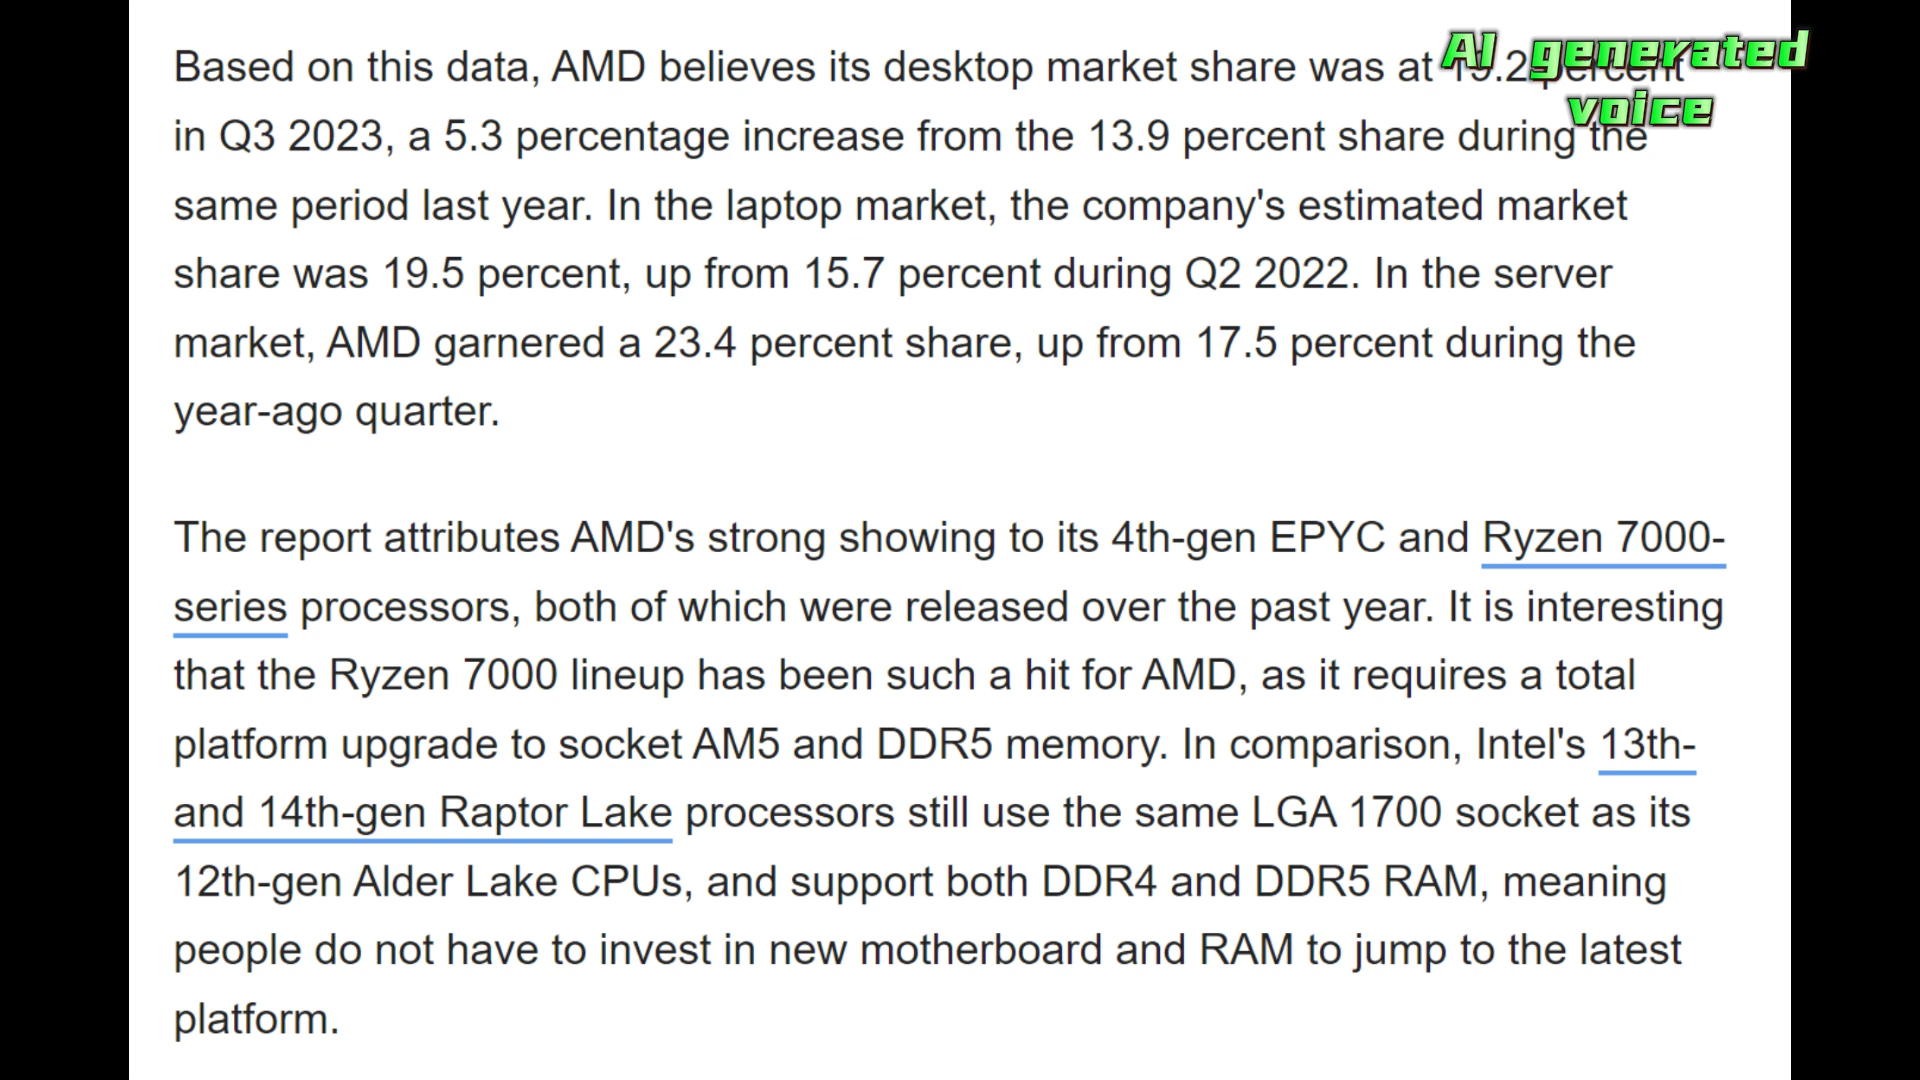 Based on this data, AMD believes its desktop market share was at 19.2 percent
in Q3 2023, a 5.3 percentage increase from the 13.9 percent share during the
same period last year. In the laptop market, the company's estimated market
share was 19.5 percent, up from 15.7 percent during Q2 2022. In the server
market, AMD garnered a 23.4 percent share, up from 17.5 percent during the
year-ago quarter.
The report attributes AMD's strong showing to its 4th-gen EPYC and Ryzen 7000-
series processors, both of which were released over the past year. It is interesting
that the Ryzen 7000 lineup has been such a hit for AMD, as it requires a total
platform upgrade to socket AM5 and DDR5 memory. In comparison, Intel's 13th-
and 14th-gen Raptor Lake processors still use the same LGA 1700 socket as its
12th-gen Alder Lake CPUs, and support both DDR4 and DDR5 RAM, meaning
people do not have to invest in new motherboard and RAM to jump to the latest
platform.
AI generated
voice